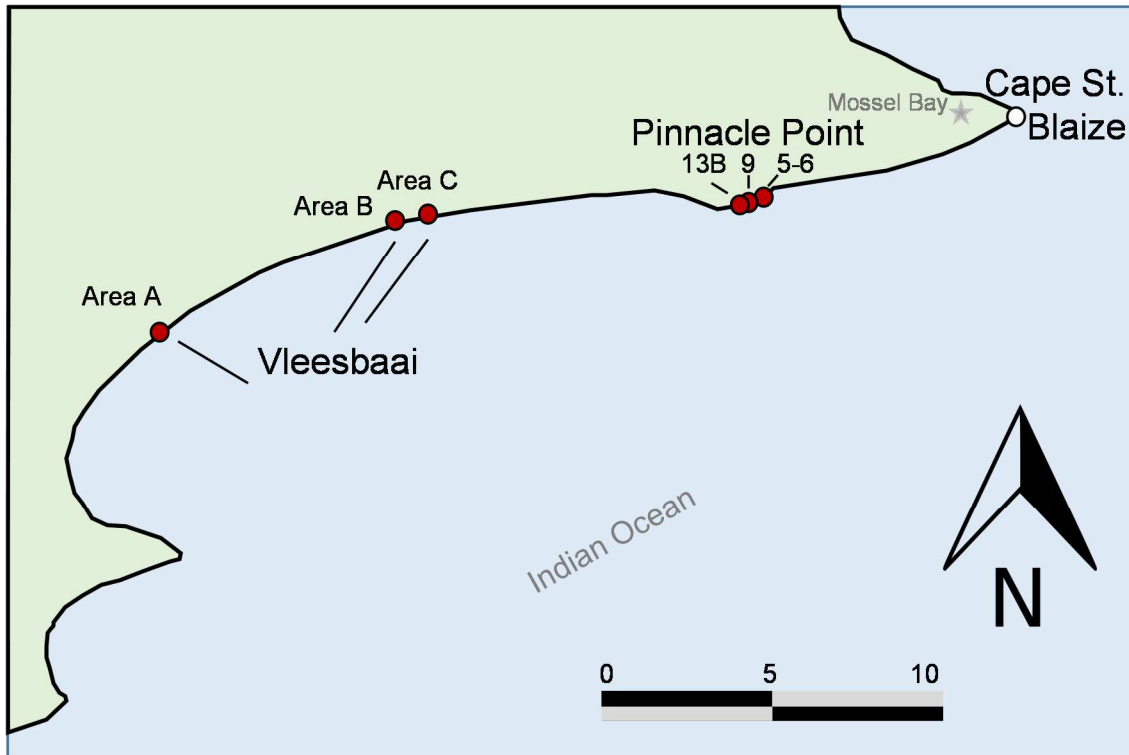 Cape St.
Blaize
Mossel Bay
Pinnacle Point
13B 9 5-6
Area C
Area B
Area A
Vleesbaai
Indian Ocean
N
0 5 10